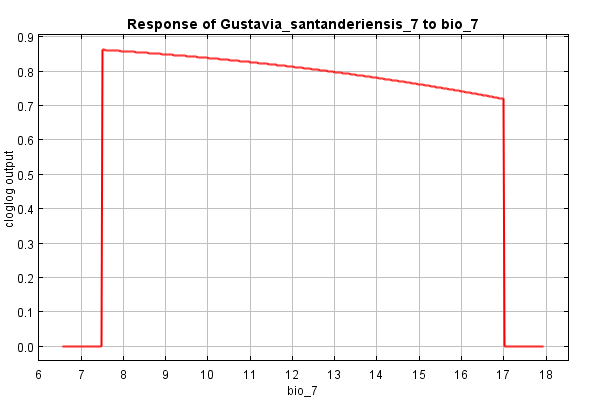 Response of Gustavia_santanderiensis_7 to bio_7
cloglog output
0.9
0.8
0.7
0.6
0.5
0.4
0.3
0.2
0.1
0.0
6 7 8 9 10 11 12 13 14 15 16 17 18
bio_7